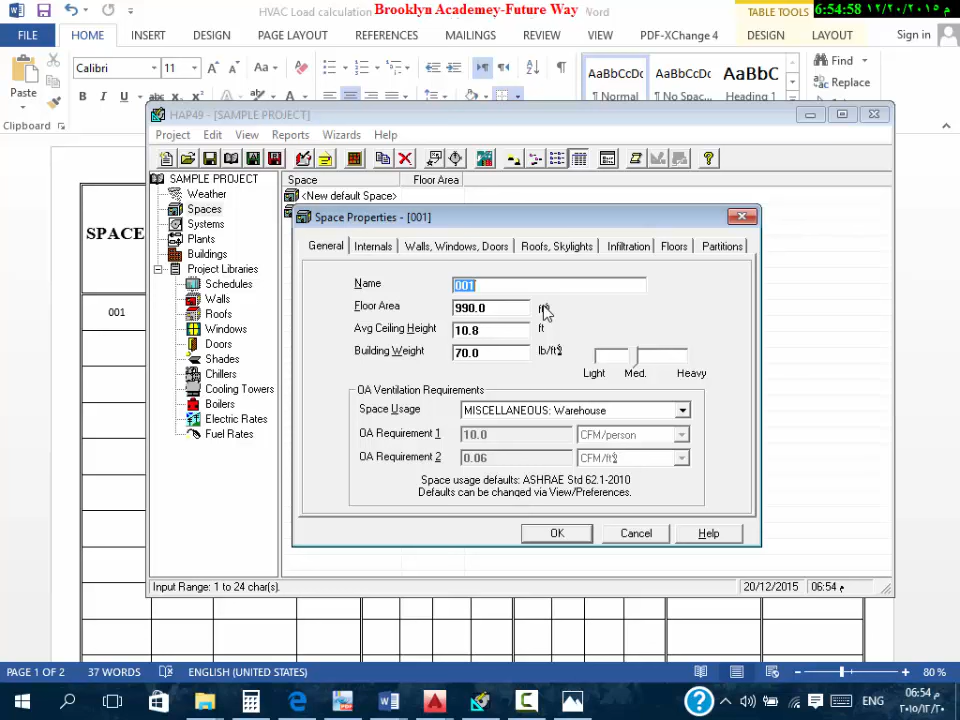 HVAC Load calculation
Brooklyn Academey-Future Way
Word
TABLE TOOLS
6:54:58 ١٢/٢٠/٢٠١٥ م
FILE HOME INSERT DESIGN PAGE LAYOUT REFERENCES MAILINGS REVIEW VIEW PDF-XChange 4 DESIGN LAYOUT Sign in
Calibri 11
Paste
Clipboard
AaBbCcDc AaBbCcDc AaBbC
¶ Normal ¶ No Spac... Heading 1
Find
Replace
HAP49 - [SAMPLE PROJECT]
Project Edit View Reports Wizards Help
SAMPLE PROJECT
Weather
Spaces
Systems
Plants
Buildings
Project Libraries
Schedules
Walls
Roofs
Windows
Doors
Shades
Chillers
Cooling Towers
Boilers
Electric Rates
Fuel Rates
Space Floor Area
<New default Space>
SPACE
001
Space Properties - [001]
General Internals Walls, Windows, Doors Roofs, Skylights Infiltration Floors Partitions
Name 001
Floor Area 990.0
Avg Ceiling Height 10.8 ft
Building Weight 70.0
Light Med. Heavy
OA Ventilation Requirements
Space Usage MISCELLANEOUS: Warehouse
OA Requirement 1 10.0 CFM/person
OA Requirement 2 0.06
Space usage defaults: ASHRAE Std 62.1-2010
Defaults can be changed via View/Preferences.
OK Cancel Help
Input Range: 1 to 24 char(s).
20/12/2015 06:54 م
PAGE 1 OF 2 37 WORDS ENGLISH (UNITED STATES) 80 %
ENG
06:54 م
٢٠١٥/١٢/٢٠